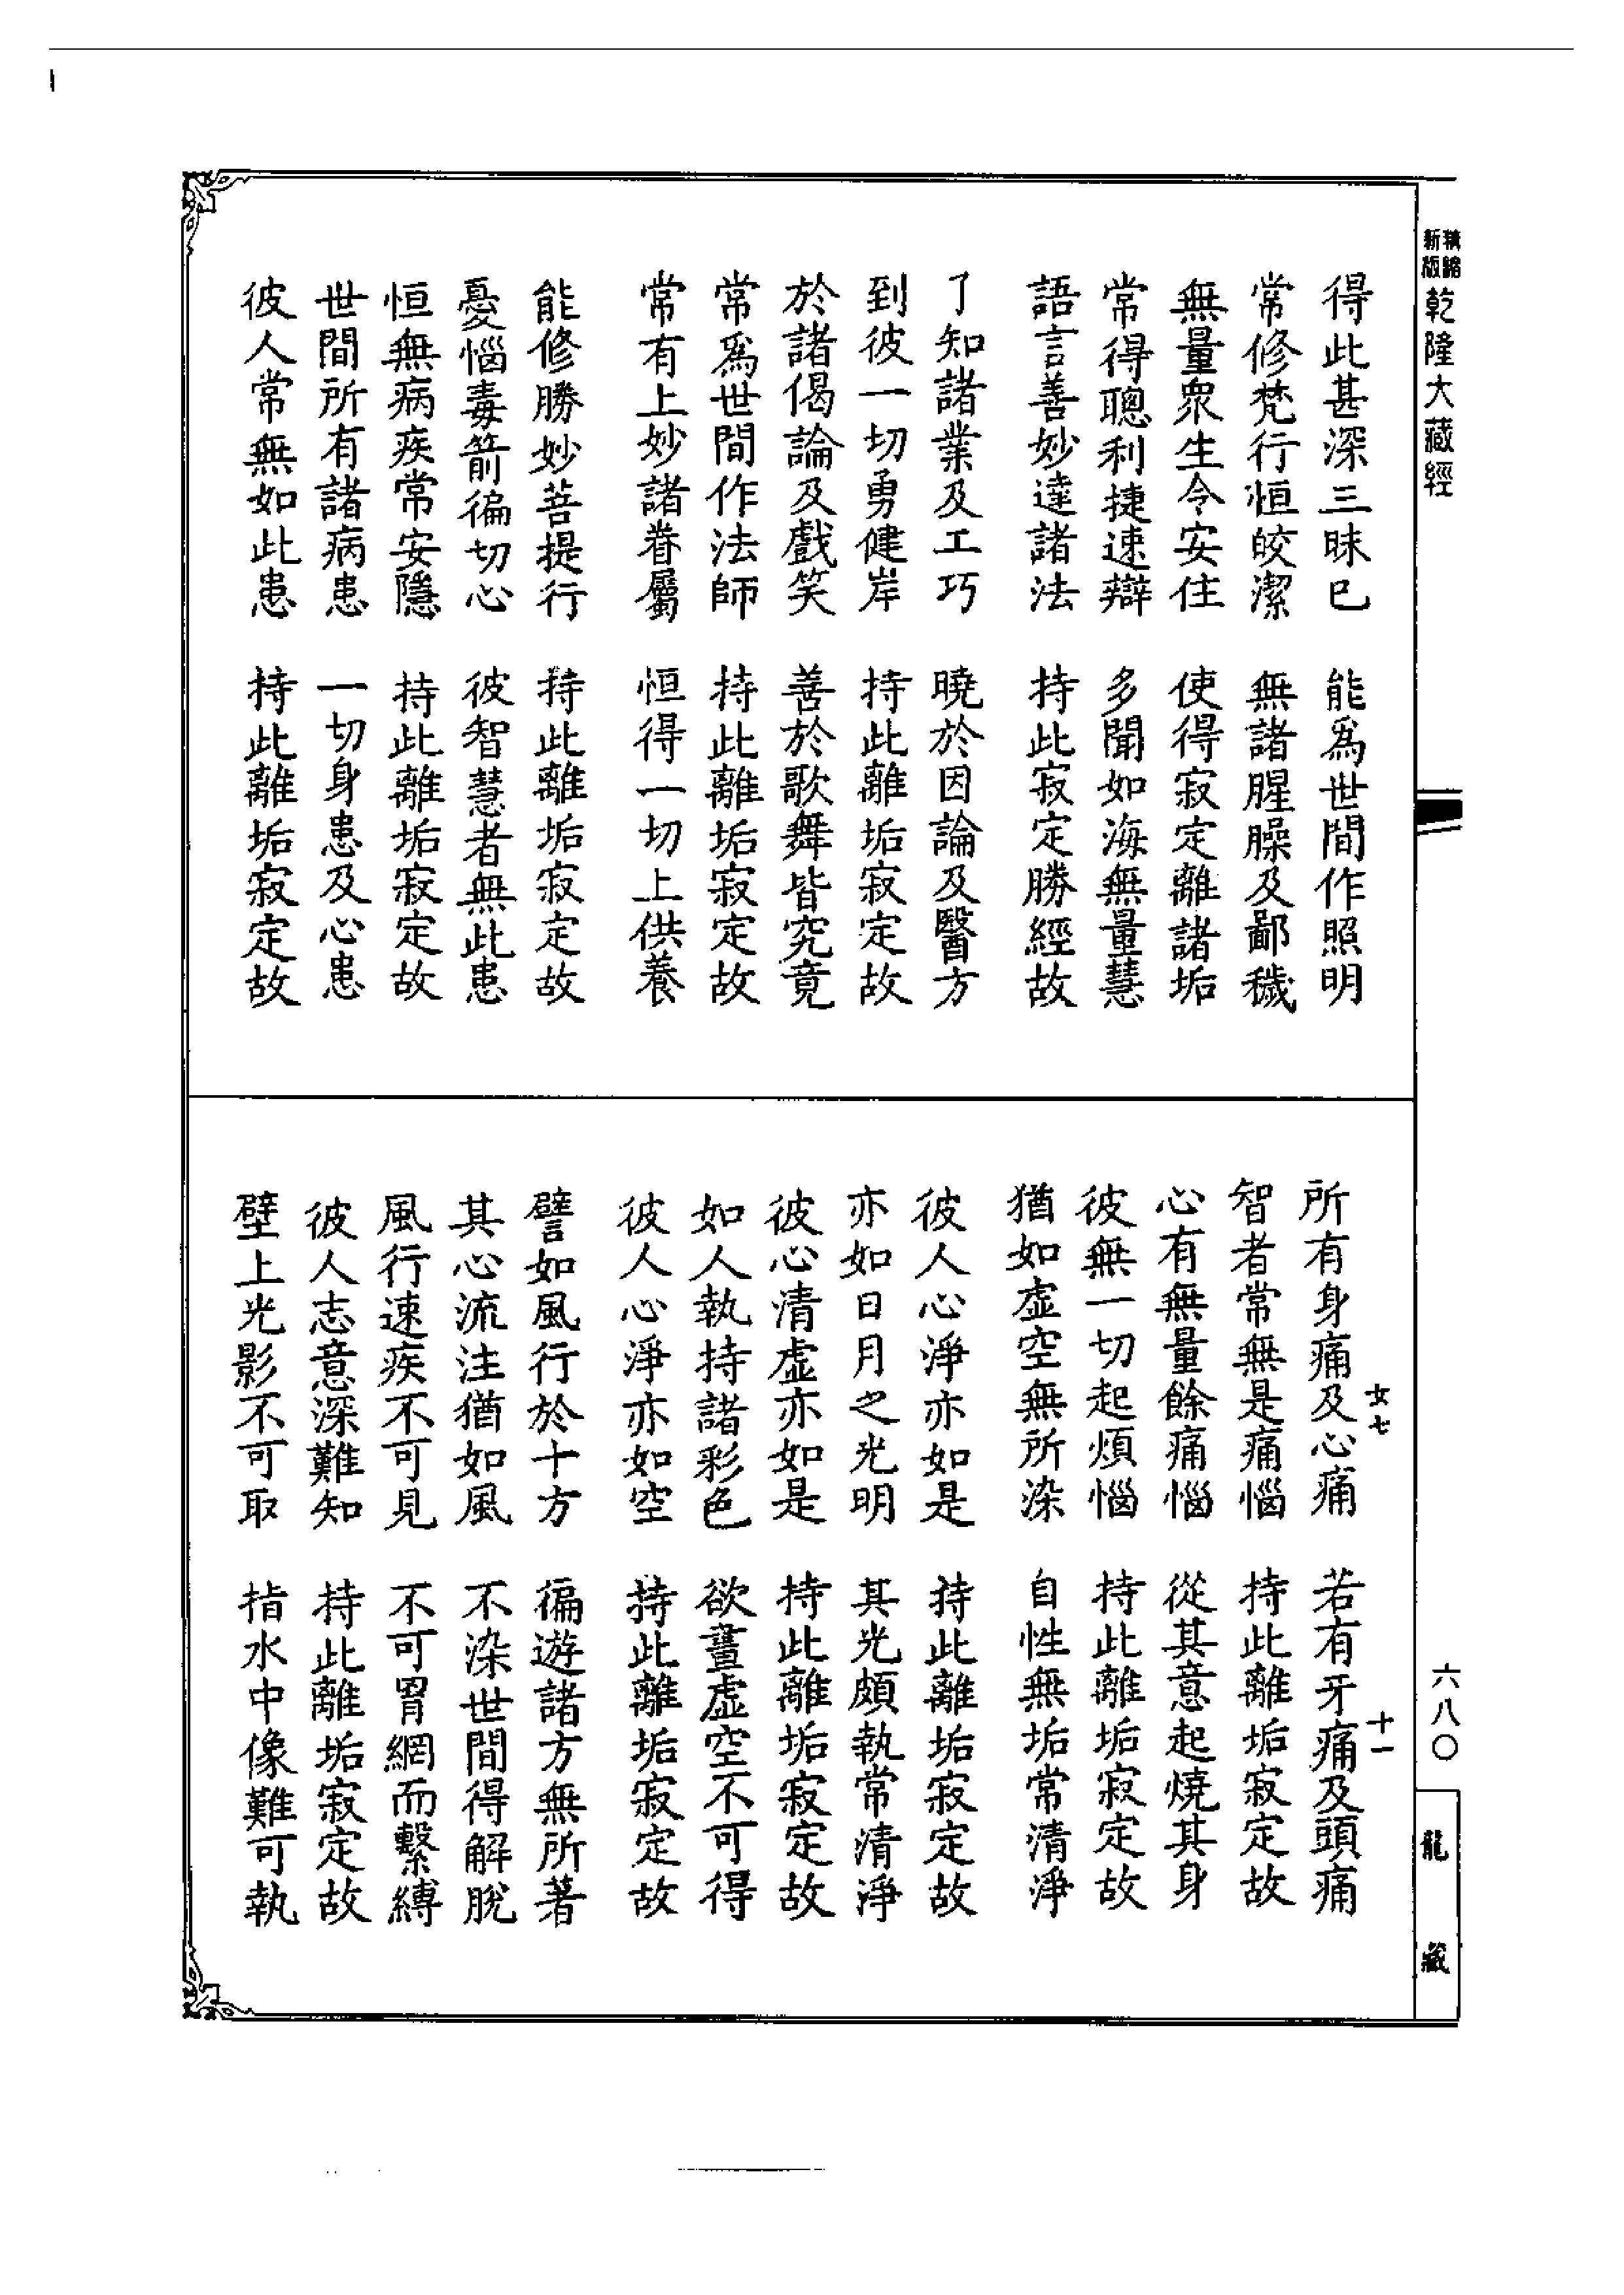 精縮新版乾隆大藏經
得此甚深三昧已　能爲世間作照明
常修梵行恒皎潔　無諸腥臊及鄙穢
無量衆生令安住　使得寂定離諸垢
常得聰利捷速辯　多聞如海無量慧
語言善妙達諸法　持此寂定勝經故
了知諸業及工巧　曉於因論及醫方
到彼一切勇健岸　持此離垢寂定故
於諸偈論及戲笑　善於歌舞皆究竟
常爲世間作法師　持此離垢寂定故
常有上妙諸眷屬　恒得一切上供養
能修勝妙菩提行　持此離垢寂定故
憂惱毒箭徧切心　彼智慧者無此患
恒無病疾常安隱　持此離垢寂定故
世間所有諸病患　一切身患及心患
彼人常無如此患　持此離垢寂定故
女七　十一
所有身痛及心痛　若有牙痛及頭痛
智者常無是痛惱　持此離垢寂定故
心有無量餘痛惱　從其意起燒其身
彼無一切起煩惱　持此離垢寂定故
猶如虛空無所染　自性無垢常清淨
彼人心淨亦如是　持此離垢寂定故
亦如日月之光明　其光頗執常清淨
彼心清虛亦如是　持此離垢寂定故
如人執持諸彩色　欲畫虛空不可得
彼人心淨亦如空　持此離垢寂定故
譬如風行於十方　徧遊諸方無所著
其心流注猶如風　不染世間得解脫
風行速疾不可見　不可罥網而繫縛
彼人志意深難知　持此離垢寂定故
壁上光影不可取　指水中像難可執
六八〇
龍藏